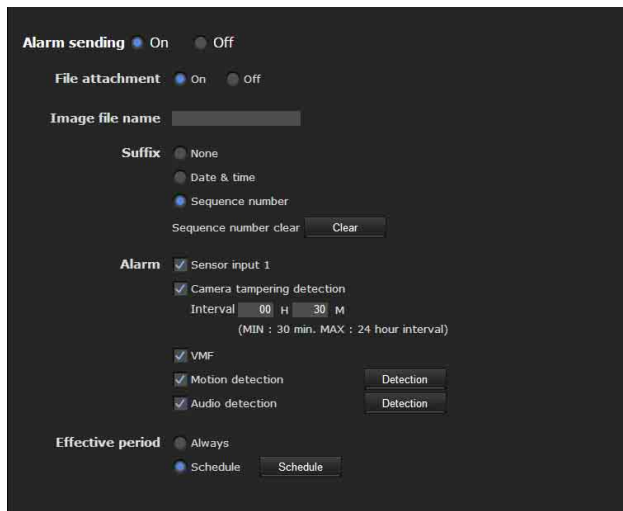 Alarm sending On Off
File attachment On Off
Image file name
Suffix None
Date & time
Sequence number
Sequence number clear Clear
Alarm Sensor input 1
Camera tampering detection
Interval 00 H 30 M
(MIN : 30 min. MAX : 24 hour interval)
VMF
Motion detection Detection
Audio detection Detection
Effective period Always
Schedule Schedule